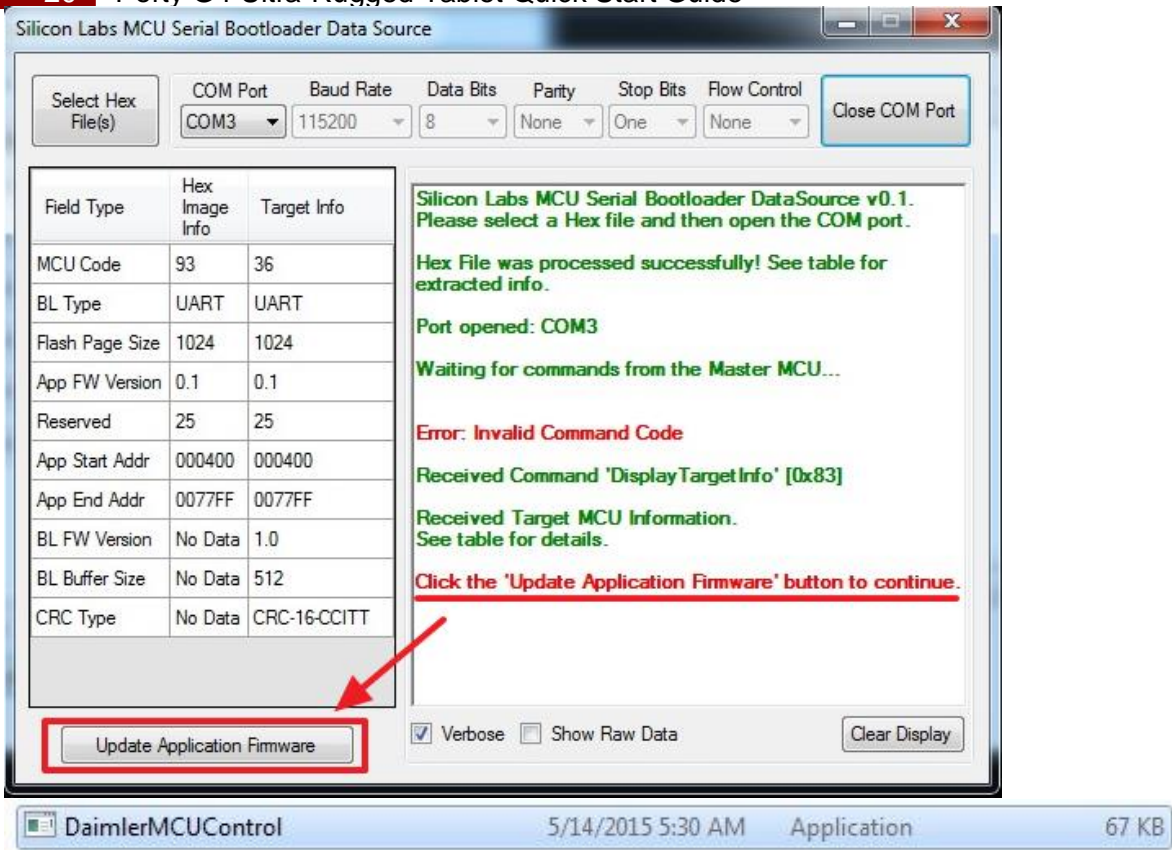 Silicon Labs MCU Serial Bootloader Data Source
Select Hex
File(s)
COM Port Baud Rate Data Bits Parity Stop Bits Flow Control
COM3 115200 8 None One None
Close COM Port
Field Type Hex Image Info Target Info
MCU Code 93 36
BL Type UART UART
Flash Page Size 1024 1024
App FW Version 0.1 0.1
Reserved 25 25
App Start Addr 000400 000400
App End Addr 0077FF 0077FF
BL FW Version No Data 1.0
BL Buffer Size No Data 512
CRC Type No Data CRC-16-CCITT
Silicon Labs MCU Serial Bootloader DataSource v0.1.
Please select a Hex file and then open the COM port.
Hex File was processed successfully! See table for
extracted info.
Port opened: COM3
Waiting for commands from the Master MCU...
Error: Invalid Command Code
Received Command 'DisplayTargetInfo' [0x83]
Received Target MCU Information.
See table for details.
Click the 'Update Application Firmware' button to continue.
Update Application Firmware
Verbose Show Raw Data Clear Display
DaimlerMCUControl 5/14/2015 5:30 AM Application 67 KB